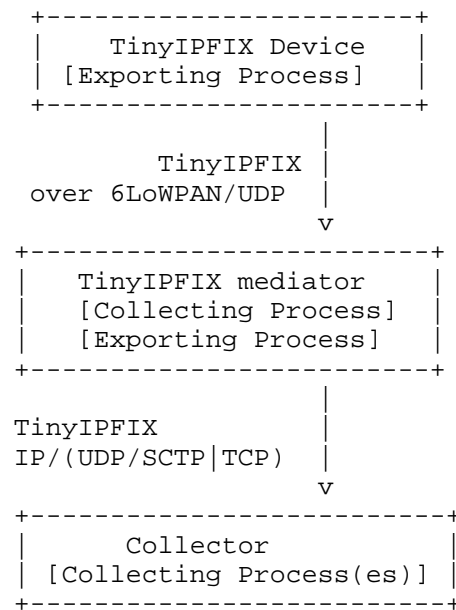 +------------------------+
|     TinyIPFIX Device   |
| [Exporting Process]    |
+------------------------+
|
TinyIPFIX |
over 6LoWPAN/UDP  |
v
+-------------------------+
|   TinyIPFIX mediator    |
|   [Collecting Process]  |
|   [Exporting Process]   |
+-------------------------+
|
TinyIPFIX          |
IP/(UDP/SCTP|TCP)  |
v
+--------------------------+
|      Collector           |
| [Collecting Process(es)] |
+--------------------------+